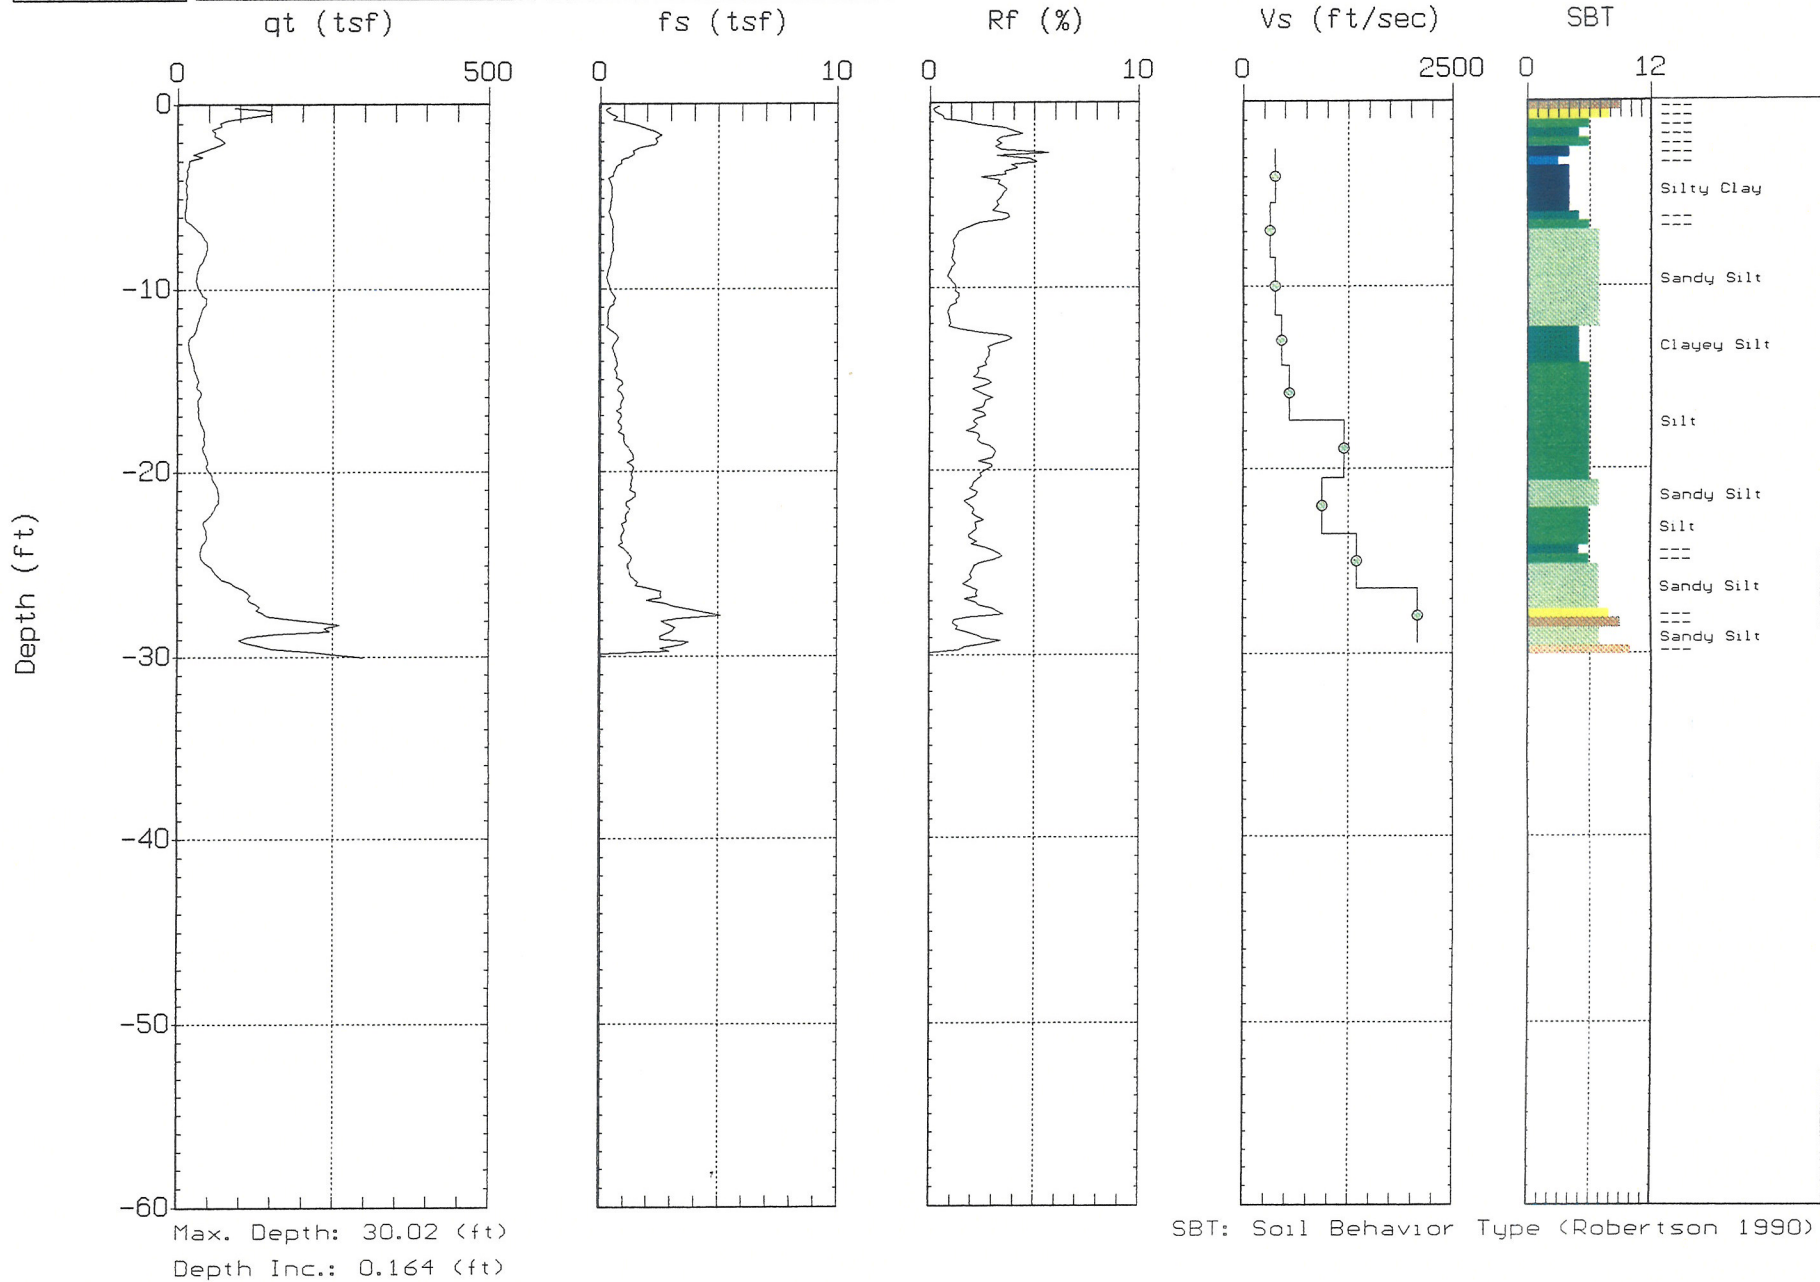 qt (tsf)
fs (tsf)
Rf (%)
Vs (ft/sec)
SBT
0 500
0 10
0 10
0 2500
0 12
Depth (ft)
0
-10
-20
-30
-40
-50
-60
---
---
---
---
---
---
Silty Clay
---
Sandy Silt
Clayey Silt
Silt
Sandy Silt
Silt
---
---
Sandy Silt
---
---
Sandy Silt
---
Max. Depth: 30.02 (ft)
Depth Inc.: 0.164 (ft)
SBT: Soil Behavior Type (Robertson 1990)